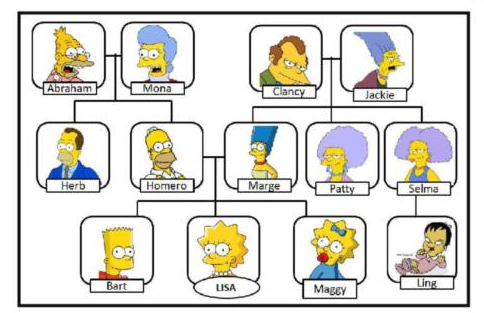 Abraham
Mona
Clancy
Jackie
Herb
Homero
Marge
Patty
Selma
Bart
LISA
Maggy
Ling